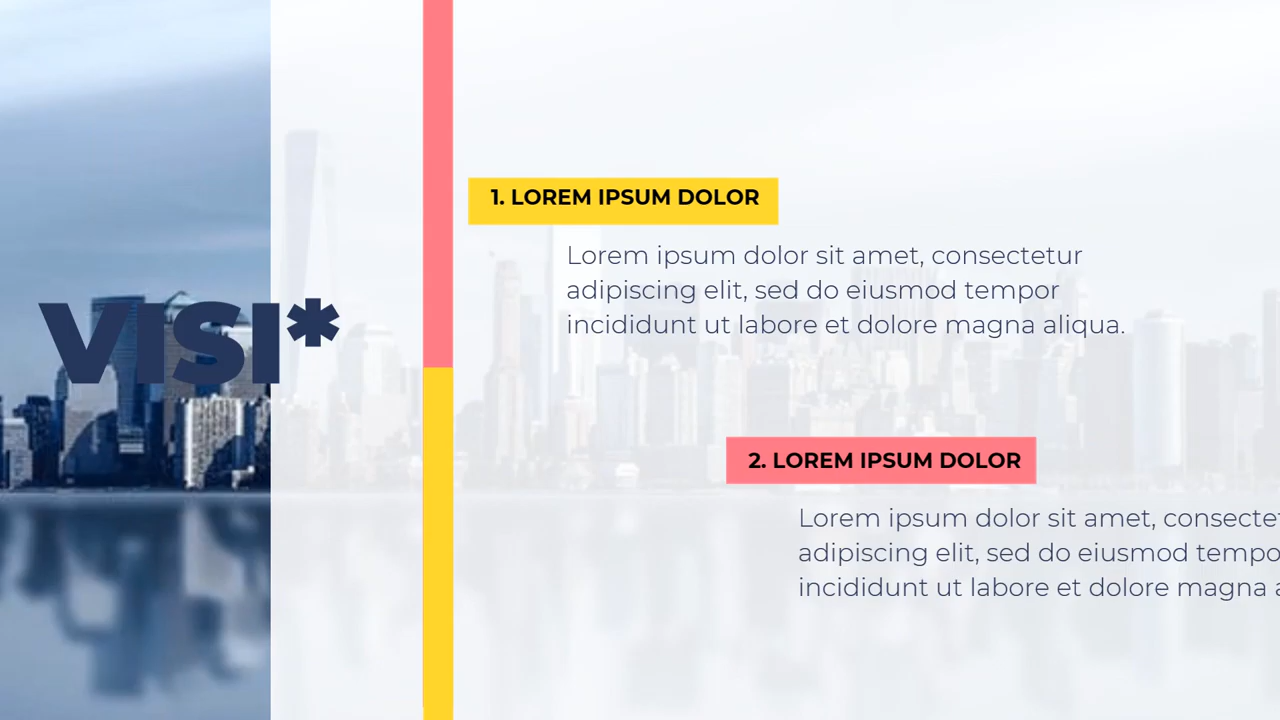 VISI*
1. LOREM IPSUM DOLOR
Lorem ipsum dolor sit amet, consectetur
adipiscing elit, sed do eiusmod tempor
incididunt ut labore et dolore magna aliqua.
2. LOREM IPSUM DOLOR
Lorem ipsum dolor sit amet,
adipiscing elit, sed do eiusmod
incididunt ut labore et dolore magna